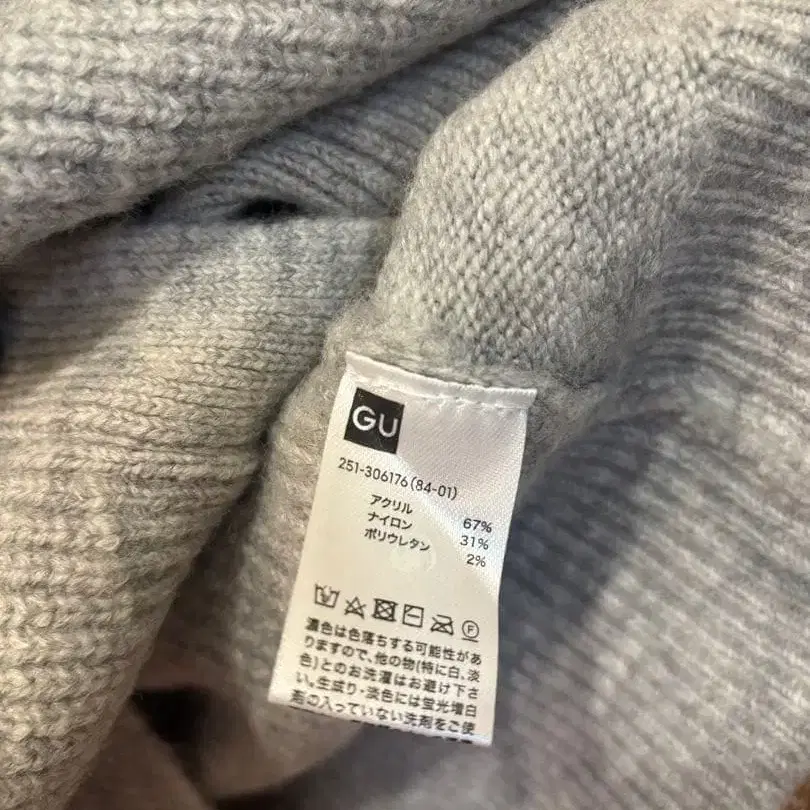 GU
251-306176(84-01)
アクリル 67%
ナイロン 31%
ポリウレタン 2%
F
濃色は色落ちする可能性があ
りますので、他の物(特に白、淡
色)とのお洗濯はお避け下さ
い。生成り・淡色には蛍光増白
剤の入っていない洗剤をご使